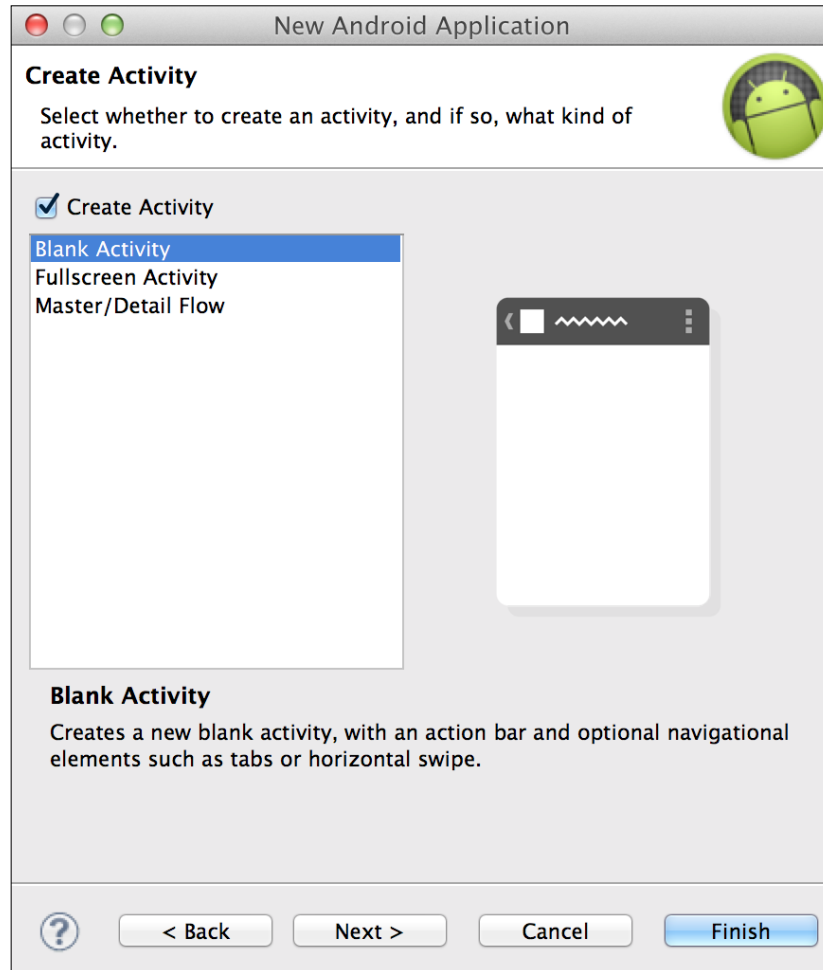 New Android Application
Create Activity
Select whether to create an activity, and if so, what kind of
activity.
Create Activity
Blank Activity
Fullscreen Activity
Master/Detail Flow
Blank Activity
Creates a new blank activity, with an action bar and optional navigational
elements such as tabs or horizontal swipe.
? < Back Next > Cancel Finish